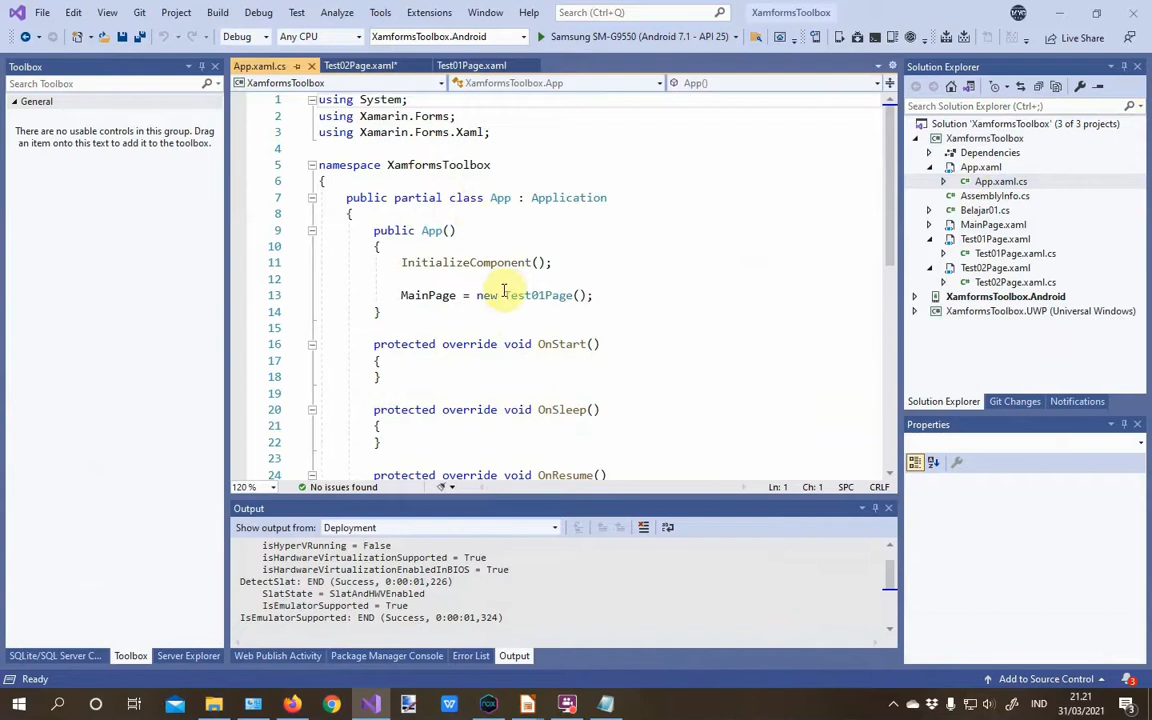 File Edit View Git Project Build Debug Test Analyze Tools Extensions Window Help Search (Ctrl+Q) XamformsToolbox
Debug Any CPU XamformsToolbox.Android Samsung SM-G9550 (Android 7.1 - API 25) Live Share
Toolbox
Search Toolbox
General
There are no usable controls in this group. Drag
an item onto this text to add it to the toolbox.
App.xaml.cs Test02Page.xaml* Test01Page.xaml
XamformsToolbox XamformsToolbox.App App()
1 using System;
2 using Xamarin.Forms;
3 using Xamarin.Forms.Xaml;
4
5 namespace XamformsToolbox
6 {
7 public partial class App : Application
8 {
9 public App()
10 {
11 InitializeComponent();
12
13 MainPage = new Test01Page();
14 }
15
16 protected override void OnStart()
17 {
18 }
19
20 protected override void OnSleep()
21 {
22 }
23
24 protected override void OnResume()
120 % No issues found Ln: 1 Ch: 1 SPC CRLF
Output
Show output from: Deployment
isHyperVRunning = False
isHardwareVirtualizationSupported = True
isHardwareVirtualizationEnabledInBIOS = True
DetectSlat: END (Success, 0:00:01,226)
SlatState = SlatAndHWVEnabled
IsEmulatorSupported = True
IsEmulatorSupported: END (Success, 0:00:01,324)
SQLite/SQL Server C... Toolbox Server Explorer Web Publish Activity Package Manager Console Error List Output
Solution Explorer
Search Solution Explorer (Ctrl+;)
Solution 'XamformsToolbox' (3 of 3 projects)
XamformsToolbox
Dependencies
App.xaml
App.xaml.cs
AssemblyInfo.cs
Belajar01.cs
MainPage.xaml
Test01Page.xaml
Test01Page.xaml.cs
Test02Page.xaml
Test02Page.xaml.cs
XamformsToolbox.Android
XamformsToolbox.UWP (Universal Windows)
Solution Explorer Git Changes Notifications
Properties
Ready Add to Source Control
IND 21.21
31/03/2021